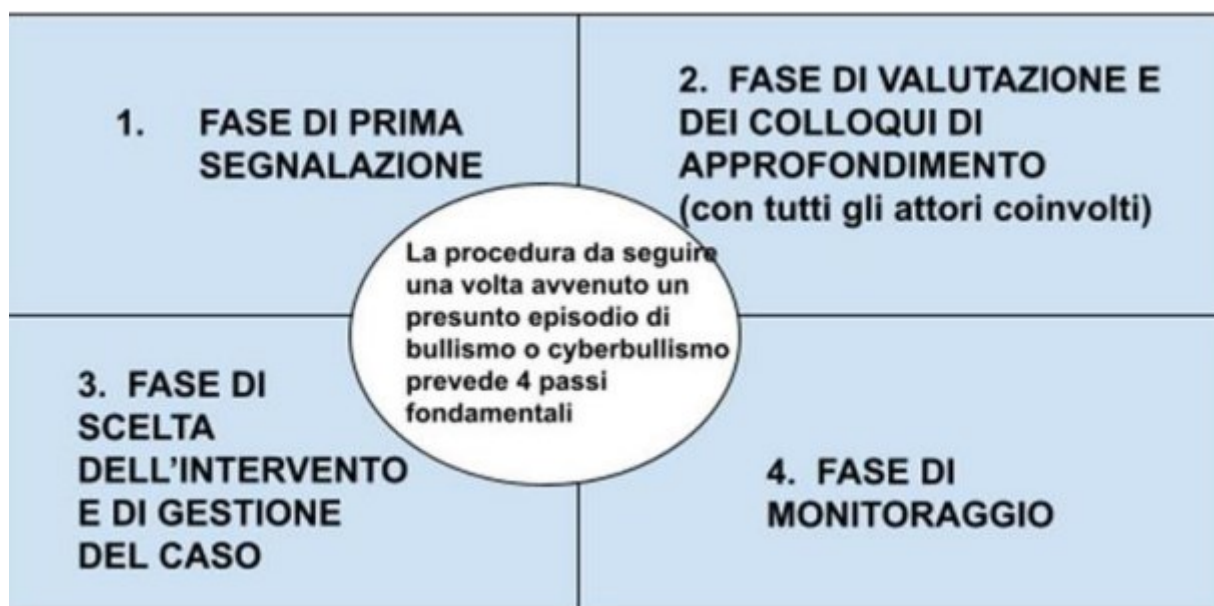 1. FASE DI PRIMA
SEGNALAZIONE
2. FASE DI VALUTAZIONE E
DEI COLLOQUI DI
APPROFONDIMENTO
(con tutti gli attori coinvolti)
La procedura da seguire
una volta avvenuto un
presunto episodio di
bullismo o cyberbullismo
prevede 4 passi
fondamentali
3. FASE DI
SCELTA
DELL'INTERVENTO
E DI GESTIONE
DEL CASO
4. FASE DI
MONITORAGGIO